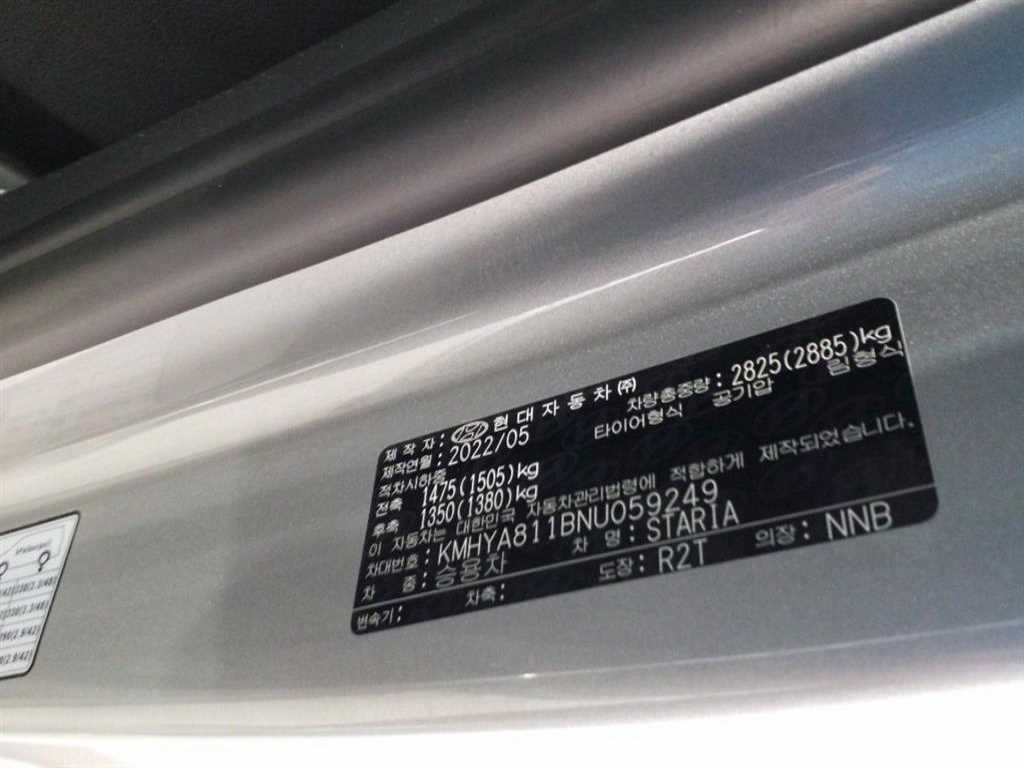 제작자: 현대자동차(주)
제작연월: 2022/05 차량총중량: 2825(2885)kg
적차시하중 타이어형식 공기압 림형식
전축 1475(1505)kg
후축 1350(1380)kg
이 자동차는 대한민국 자동차관리법령에 적합하게 제작되었습니다.
차대번호: KMHYA811BNU059249
차종: 승용차 차명: STARIA
변속기: 차축: 도장: R2T 의장: NNB